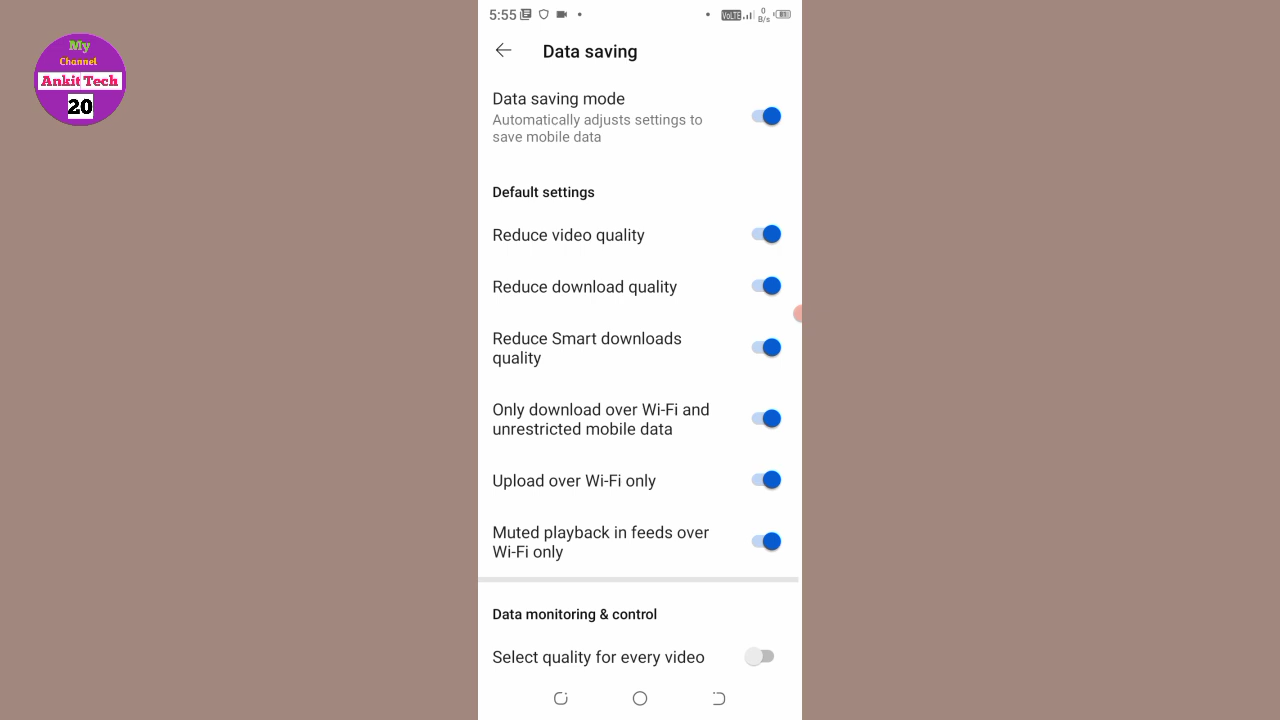 My
Channel
Ankit Tech
20
5:55
VoLTE
0
B/s
Data saving
Data saving mode
Automatically adjusts settings to
save mobile data
Default settings
Reduce video quality
Reduce download quality
Reduce Smart downloads
quality
Only download over Wi-Fi and
unrestricted mobile data
Upload over Wi-Fi only
Muted playback in feeds over
Wi-Fi only
Data monitoring & control
Select quality for every video